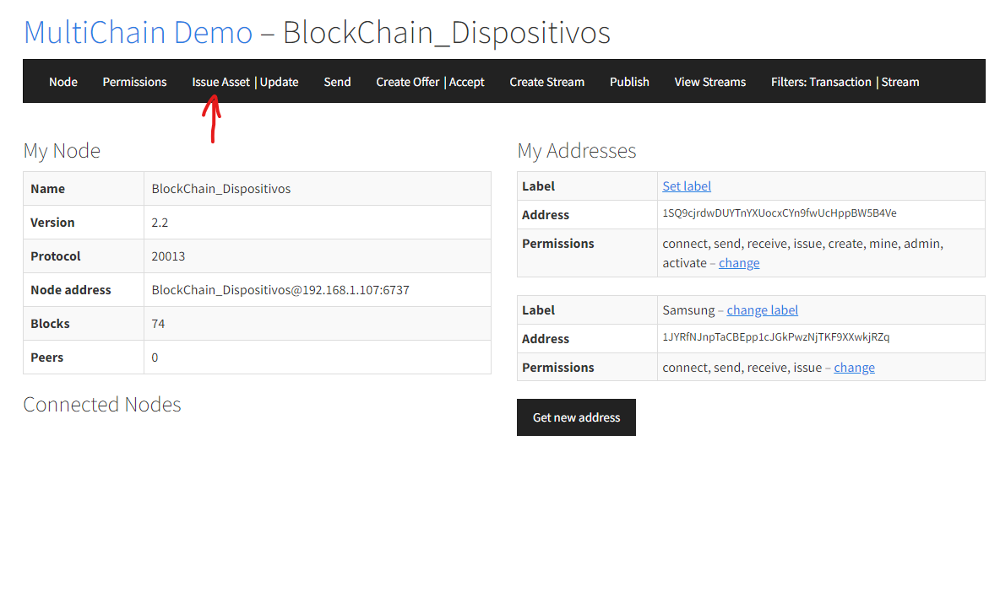 MultiChain Demo – BlockChain_Dispositivos
Node Permissions Issue Asset | Update Send Create Offer | Accept Create Stream Publish View Streams Filters: Transaction | Stream
My Node
Name BlockChain_Dispositivos
Version 2.2
Protocol 20013
Node address BlockChain_Dispositivos@192.168.1.107:6737
Blocks 74
Peers 0
Connected Nodes
My Addresses
Label Set label
Address 1SQ9cjrdwDUYTnYXUocxCYn9fwUcHppBW5B4Ve
Permissions connect, send, receive, issue, create, mine, admin,
activate – change
Label Samsung – change label
Address 1JYRfNJnpTaCBEpp1cJGkPwzNjTKF9XXwkjRZq
Permissions connect, send, receive, issue – change
Get new address